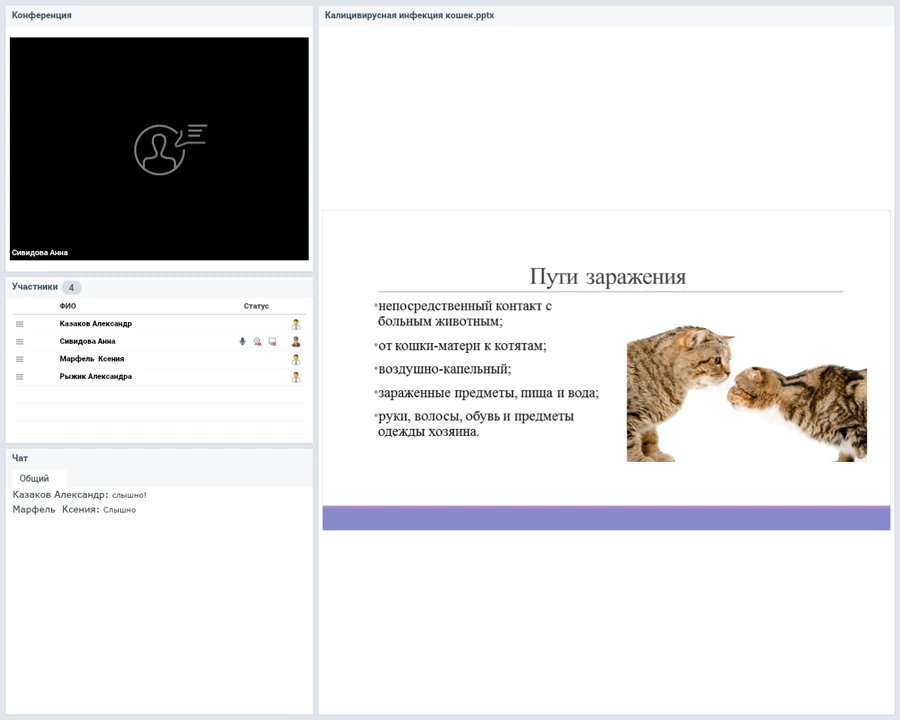 Конференция
Сивидова Анна
Участники 4
ФИО Статус
Казаков Александр
Сивидова Анна
Марфель Ксения
Рыжик Александра
Чат
Общий
Казаков Александр: слышно!
Марфель Ксения: Слышно
Калицивирусная инфекция кошек.pptx
Пути заражения
•непосредственный контакт с
больным животным;
•от кошки-матери к котятам;
•воздушно-капельный;
•зараженные предметы, пища и вода;
•руки, волосы, обувь и предметы
одежды хозяина.